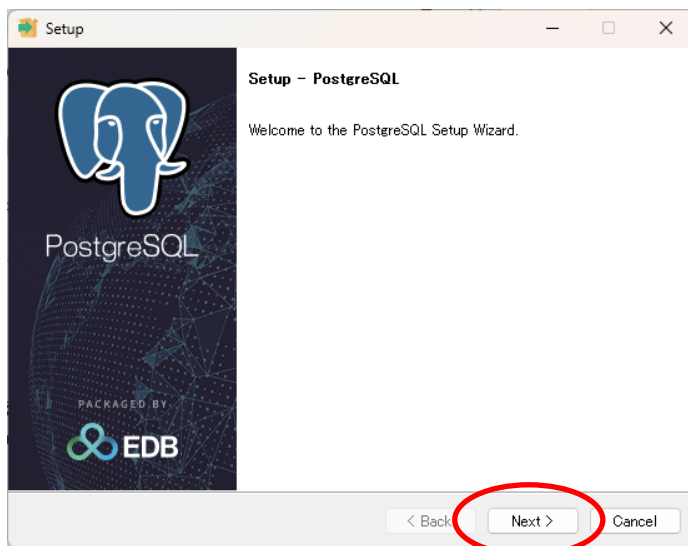 Setup
Setup - PostgreSQL
Welcome to the PostgreSQL Setup Wizard.
PostgreSQL
PACKAGED BY
EDB
< Back
Next >
Cancel